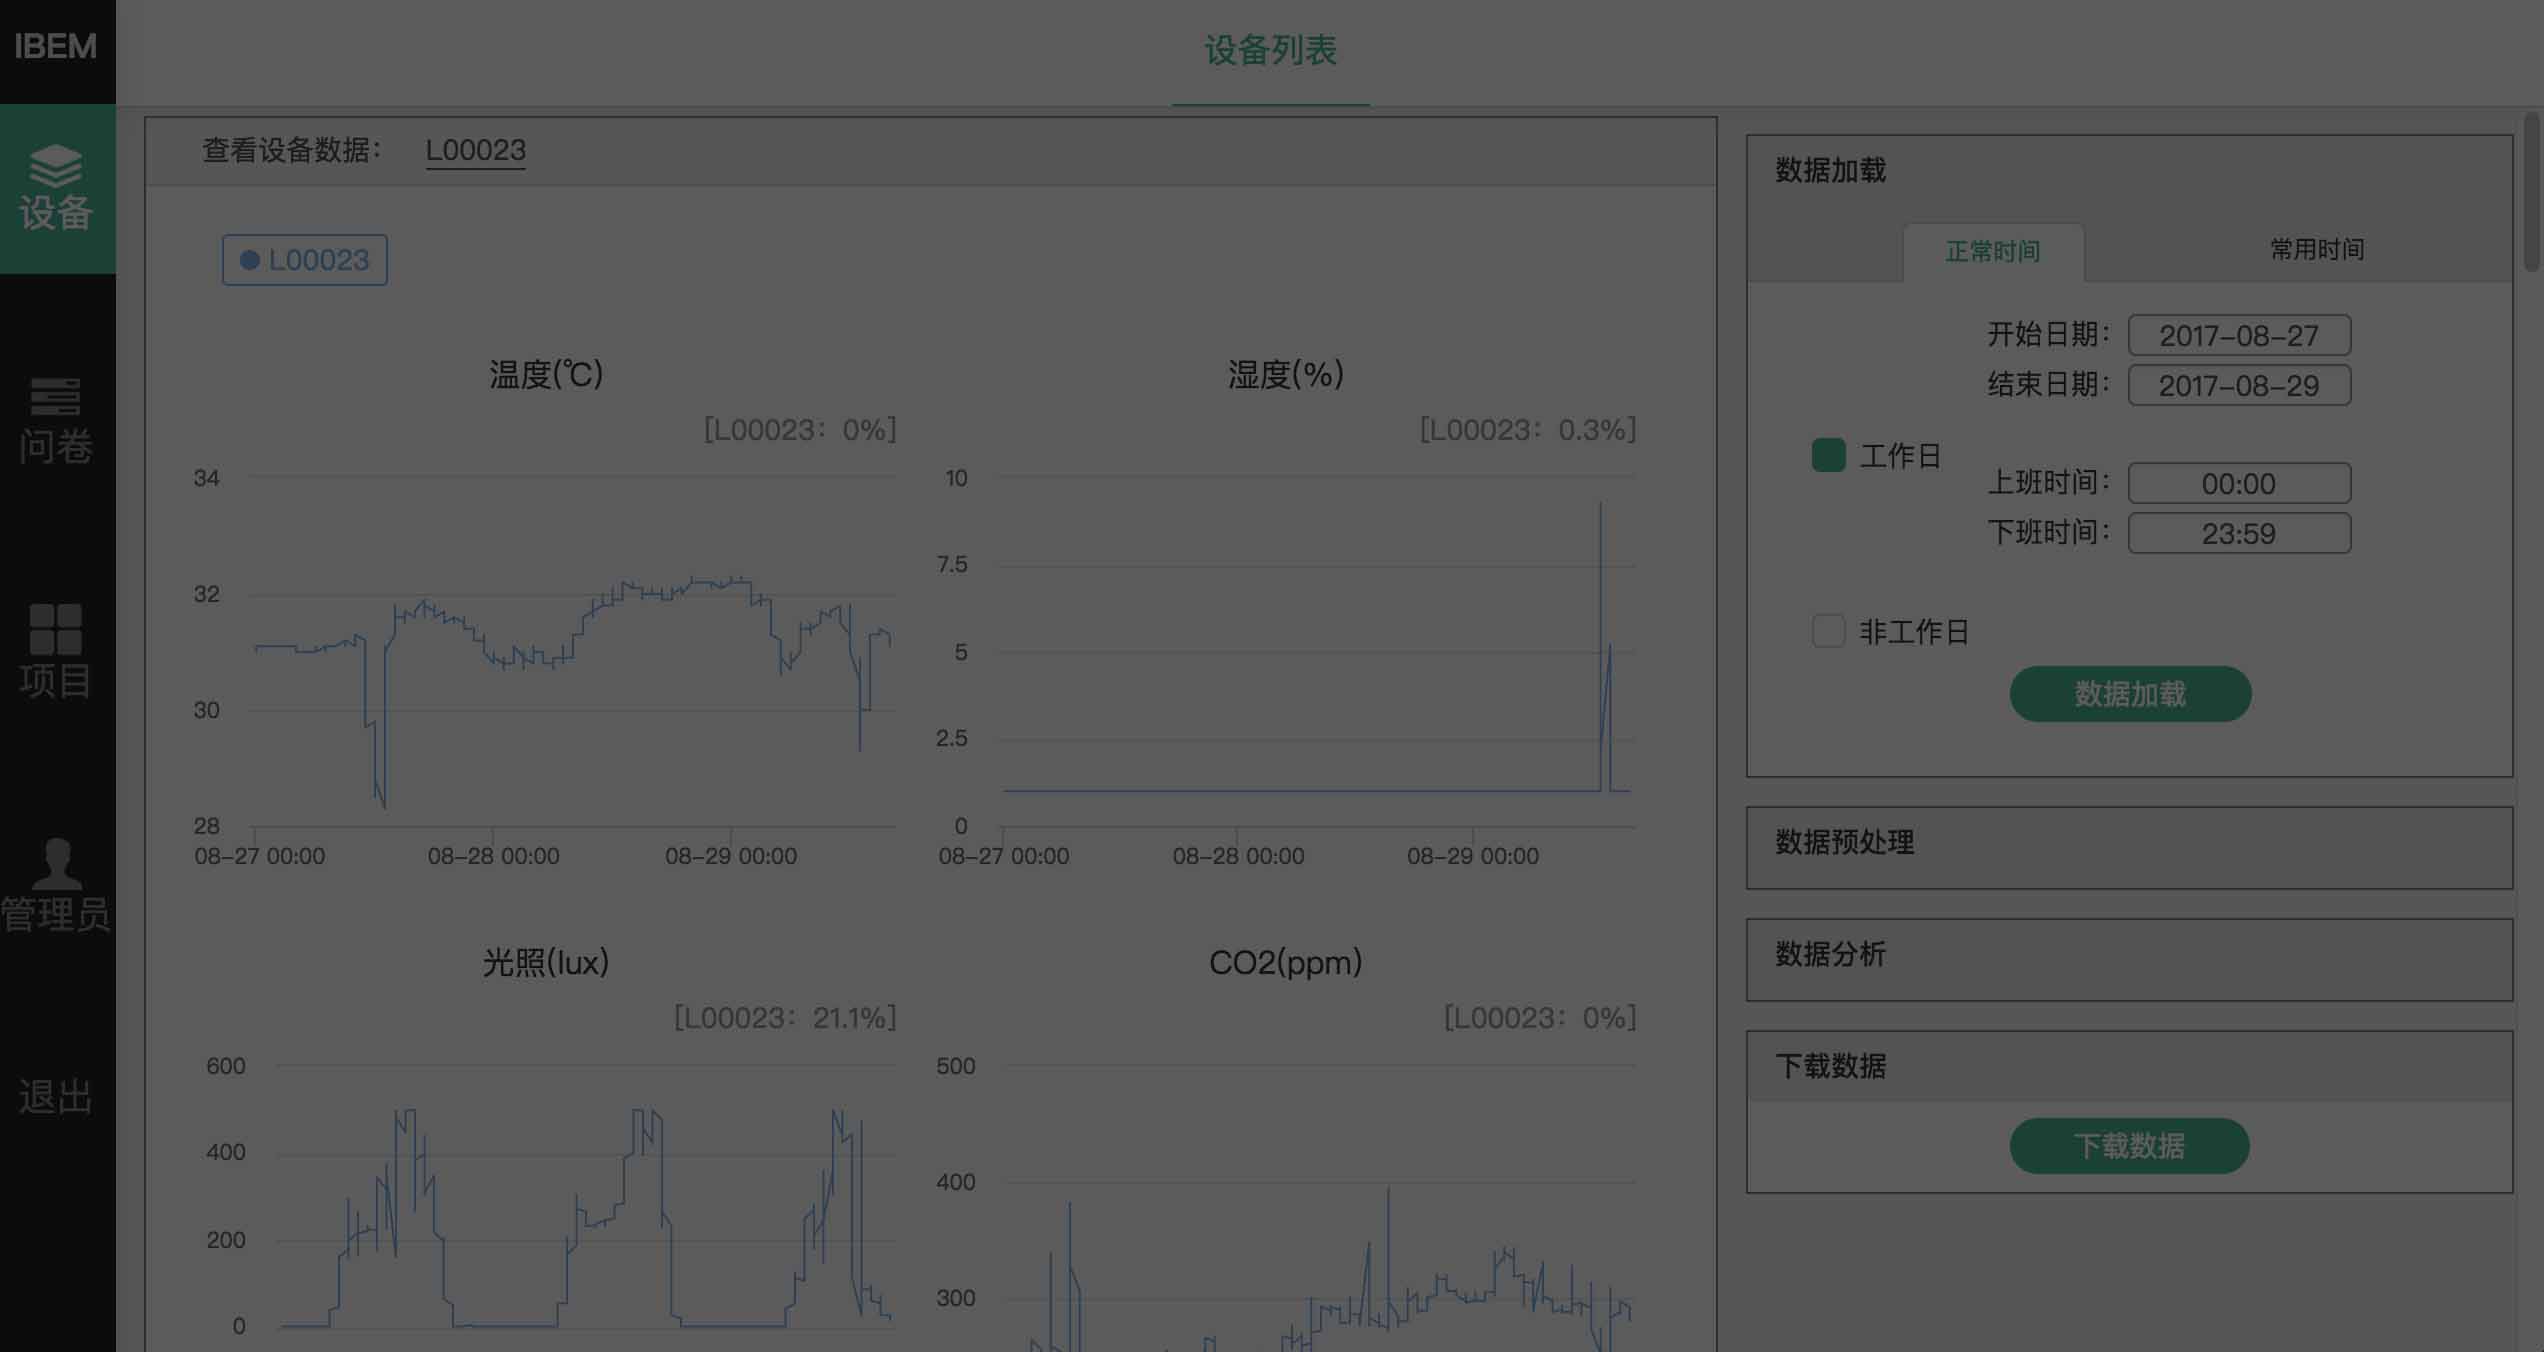 IBEM
设备
问卷
项目
管理员
退出
设备列表
查看设备数据： L00023
L00023
温度(℃)
[L00023： 0%]
34
32
30
28
08-27 00:00 08-28 00:00 08-29 00:00
湿度(%)
[L00023： 0.3%]
10
7.5
5
2.5
0
08-27 00:00 08-28 00:00 08-29 00:00
光照(lux)
[L00023： 21.1%]
600
400
200
0
CO2(ppm)
[L00023： 0%]
500
400
300
数据加载
正常时间 常用时间
开始日期： 2017-08-27
结束日期： 2017-08-29
工作日
上班时间： 00:00
下班时间： 23:59
非工作日
数据加载
数据预处理
数据分析
下载数据
下载数据